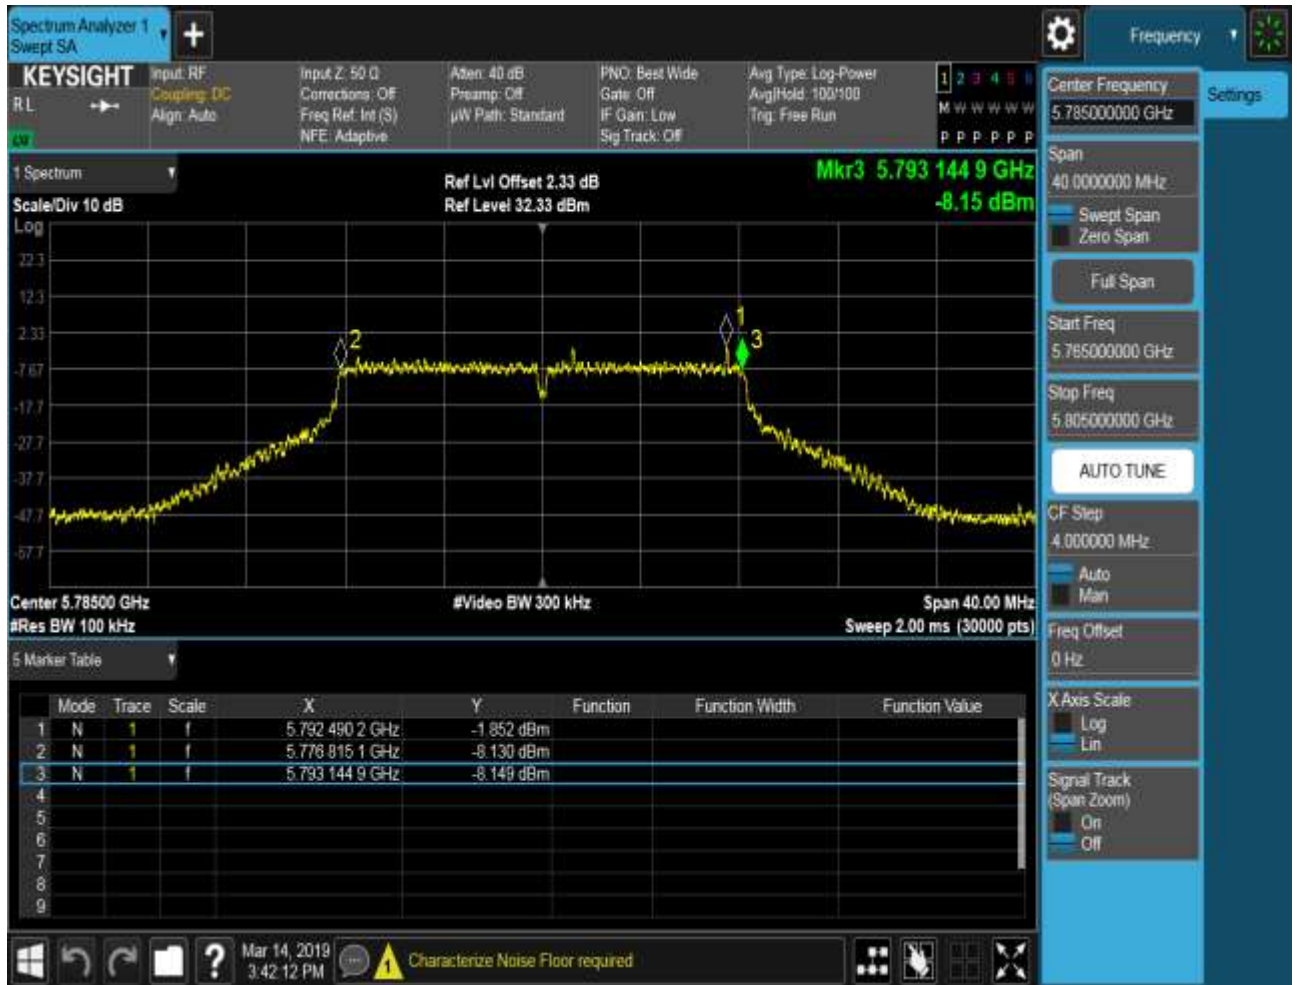 Spectrum Analyzer 1
Swept SA
+
Frequency
KEYSIGHT
RL
Input: RF
Coupling: DC
Align: Auto
Input Z: 50 Ω
Corrections: Off
Freq Ref: Int (S)
NFE: Adaptive
Atten: 40 dB
Preamp: Off
µW Path: Standard
PNO: Best Wide
Gate: Off
IF Gain: Low
Sig Track: Off
Avg Type: Log-Power
Avg|Hold: 100/100
Trig: Free Run
1 2 3 4 5 6
M W W W W W
P P P P P P
1 Spectrum
Scale/Div 10 dB
Ref Lvl Offset 2.33 dB
Ref Level 32.33 dBm
Mkr3 5.793 144 9 GHz
-8.15 dBm
Log
22.3
12.3
2.33
-7.67
-17.7
-27.7
-37.7
-47.7
-57.7
2
1
3
Center 5.78500 GHz
#Res BW 100 kHz
#Video BW 300 kHz
Span 40.00 MHz
Sweep 2.00 ms (30000 pts)
5 Marker Table
Mode Trace Scale X Y Function Function Width Function Value
1 N 1 f 5.792 490 2 GHz -1.852 dBm
2 N 1 f 5.776 815 1 GHz -8.130 dBm
3 N 1 f 5.793 144 9 GHz -8.149 dBm
4
5
6
7
8
9
Mar 14, 2019
3:42:12 PM
?
1
Characterize Noise Floor required
Center Frequency
5.785000000 GHz
Settings
Span
40.0000000 MHz
Swept Span
Zero Span
Full Span
Start Freq
5.765000000 GHz
Stop Freq
5.805000000 GHz
AUTO TUNE
CF Step
4.000000 MHz
Auto
Man
Freq Offset
0 Hz
X Axis Scale
Log
Lin
Signal Track
(Span Zoom)
On
Off